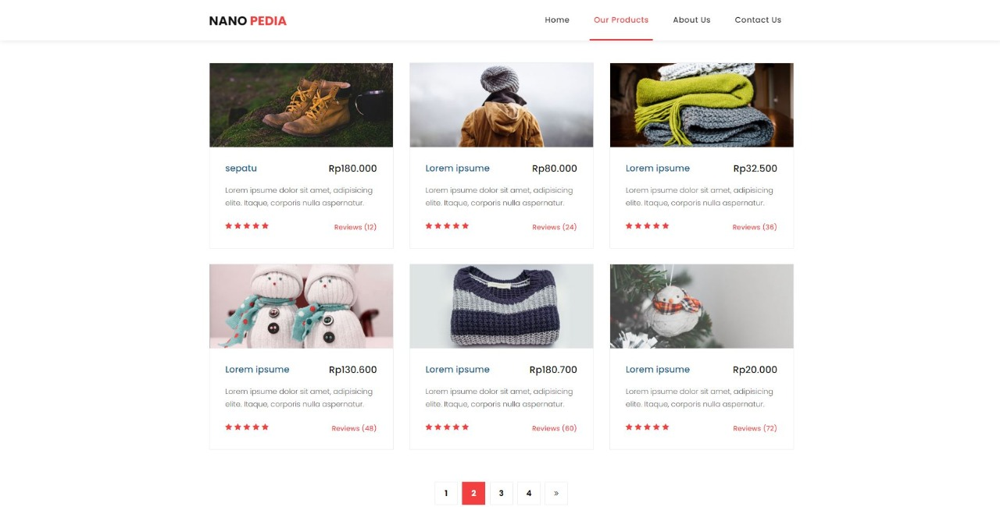 NANO PEDIA
Home Our Products About Us Contact Us
sepatu Rp180.000
Lorem ipsume dolor sit amet, adipisicing
elite. Itaque, corporis nulla aspernatur.
Reviews (12)
Lorem ipsume Rp80.000
Lorem ipsume dolor sit amet, adipisicing
elite. Itaque, corporis nulla aspernatur.
Reviews (24)
Lorem ipsume Rp32.500
Lorem ipsume dolor sit amet, adipisicing
elite. Itaque, corporis nulla aspernatur.
Reviews (36)
Lorem ipsume Rp130.600
Lorem ipsume dolor sit amet, adipisicing
elite. Itaque, corporis nulla aspernatur.
Reviews (48)
Lorem ipsume Rp180.700
Lorem ipsume dolor sit amet, adipisicing
elite. Itaque, corporis nulla aspernatur.
Reviews (60)
Lorem ipsume Rp20.000
Lorem ipsume dolor sit amet, adipisicing
elite. Itaque, corporis nulla aspernatur.
Reviews (72)
1 2 3 4 »